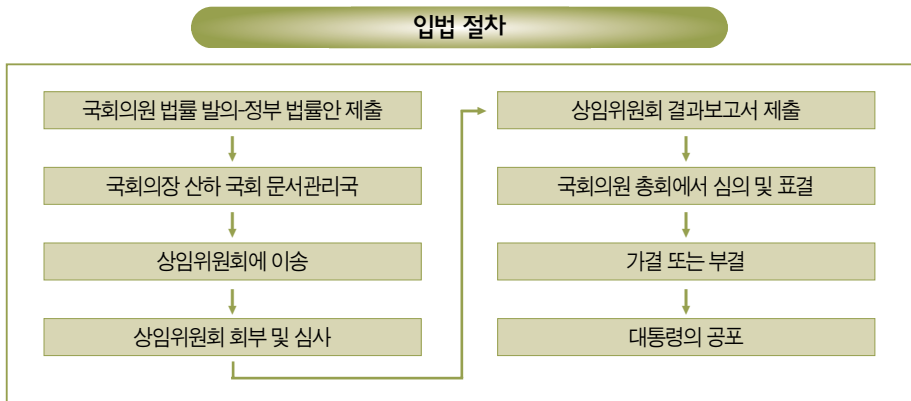 입법 절차
국회의원 법률 발의-정부 법률안 제출
국회의장 산하 국회 문서관리국
상임위원회에 이송
상임위원회 회부 및 심사
상임위원회 결과보고서 제출
국회의원 총회에서 심의 및 표결
가결 또는 부결
대통령의 공포